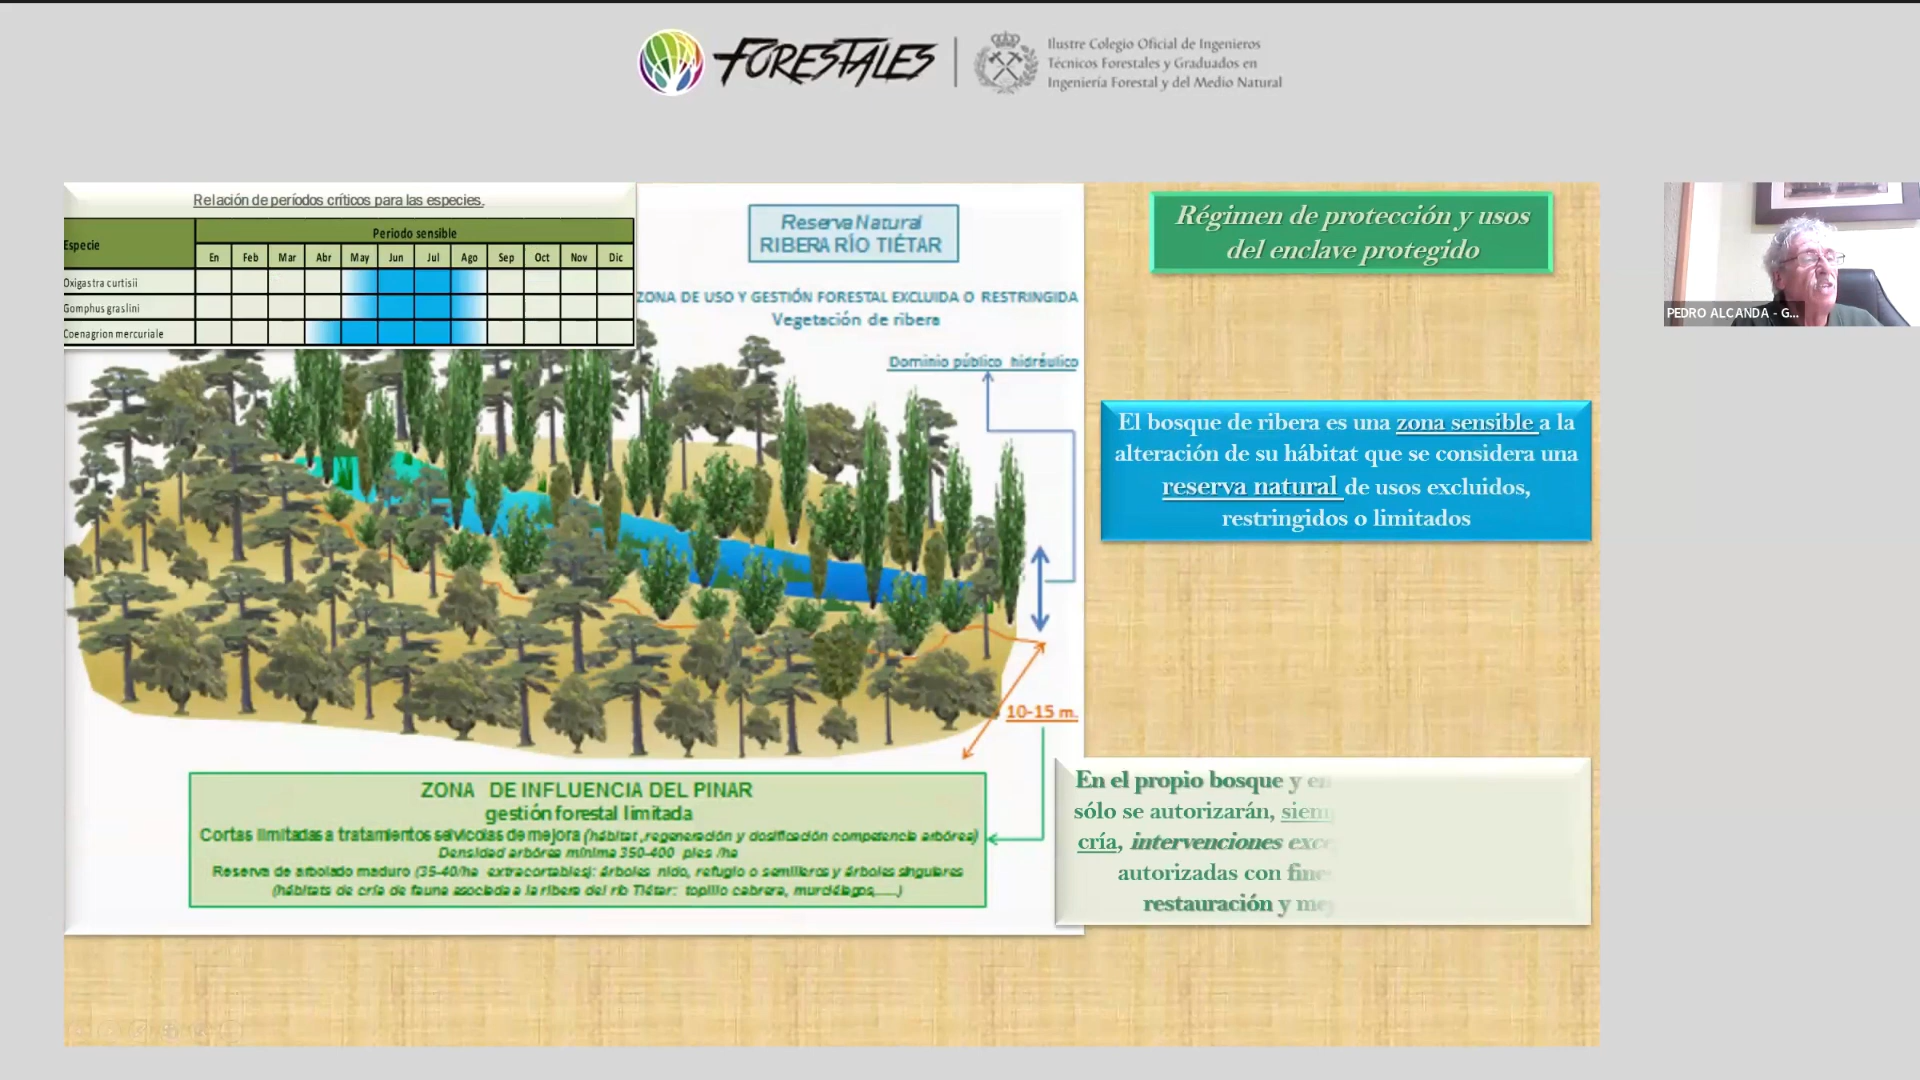 FORESTALES
Ilustre Colegio Oficial de Ingenieros
Técnicos Forestales y Graduados en
Ingeniería Forestal y del Medio Natural
Relación de períodos críticos para las especies.
Especie
Periodo sensible
En Feb Mar Abr May Jun Jul Ago Sep Oct Nov Dic
Oxigastra curtisii
Gomphus graslini
Coenagrion mercuriale
Reserva Natural
RIBERA RÍO TIÉTAR
ZONA DE USO Y GESTIÓN FORESTAL EXCLUIDA O RESTRINGIDA
Vegetación de ribera
Dominio público hidráulico
10-15 m.
ZONA DE INFLUENCIA DEL PINAR
gestión forestal limitada
Cortas limitadas a tratamientos selvícolas de mejora (hábitat ,regeneración y dosificación competencia arbórea)
Densidad arbórea mínima 350-400 pies /ha
Reserva de arbolado maduro (35-40/ha extracortables): árboles nido, refugio o semilleros y árboles singulares
(hábitats de cría de fauna asociada a la ribera del río Tiétar: topillo cabrera, murciélagos,.....)
Régimen de protección y usos
del enclave protegido
El bosque de ribera es una zona sensible a la
alteración de su hábitat que se considera una
reserva natural de usos excluidos,
restringidos o limitados
En el propio bosque y en
sólo se autorizarán, siem
cría, intervenciones exc
autorizadas con fines
restauración y me
PEDRO ALCANDA - G...